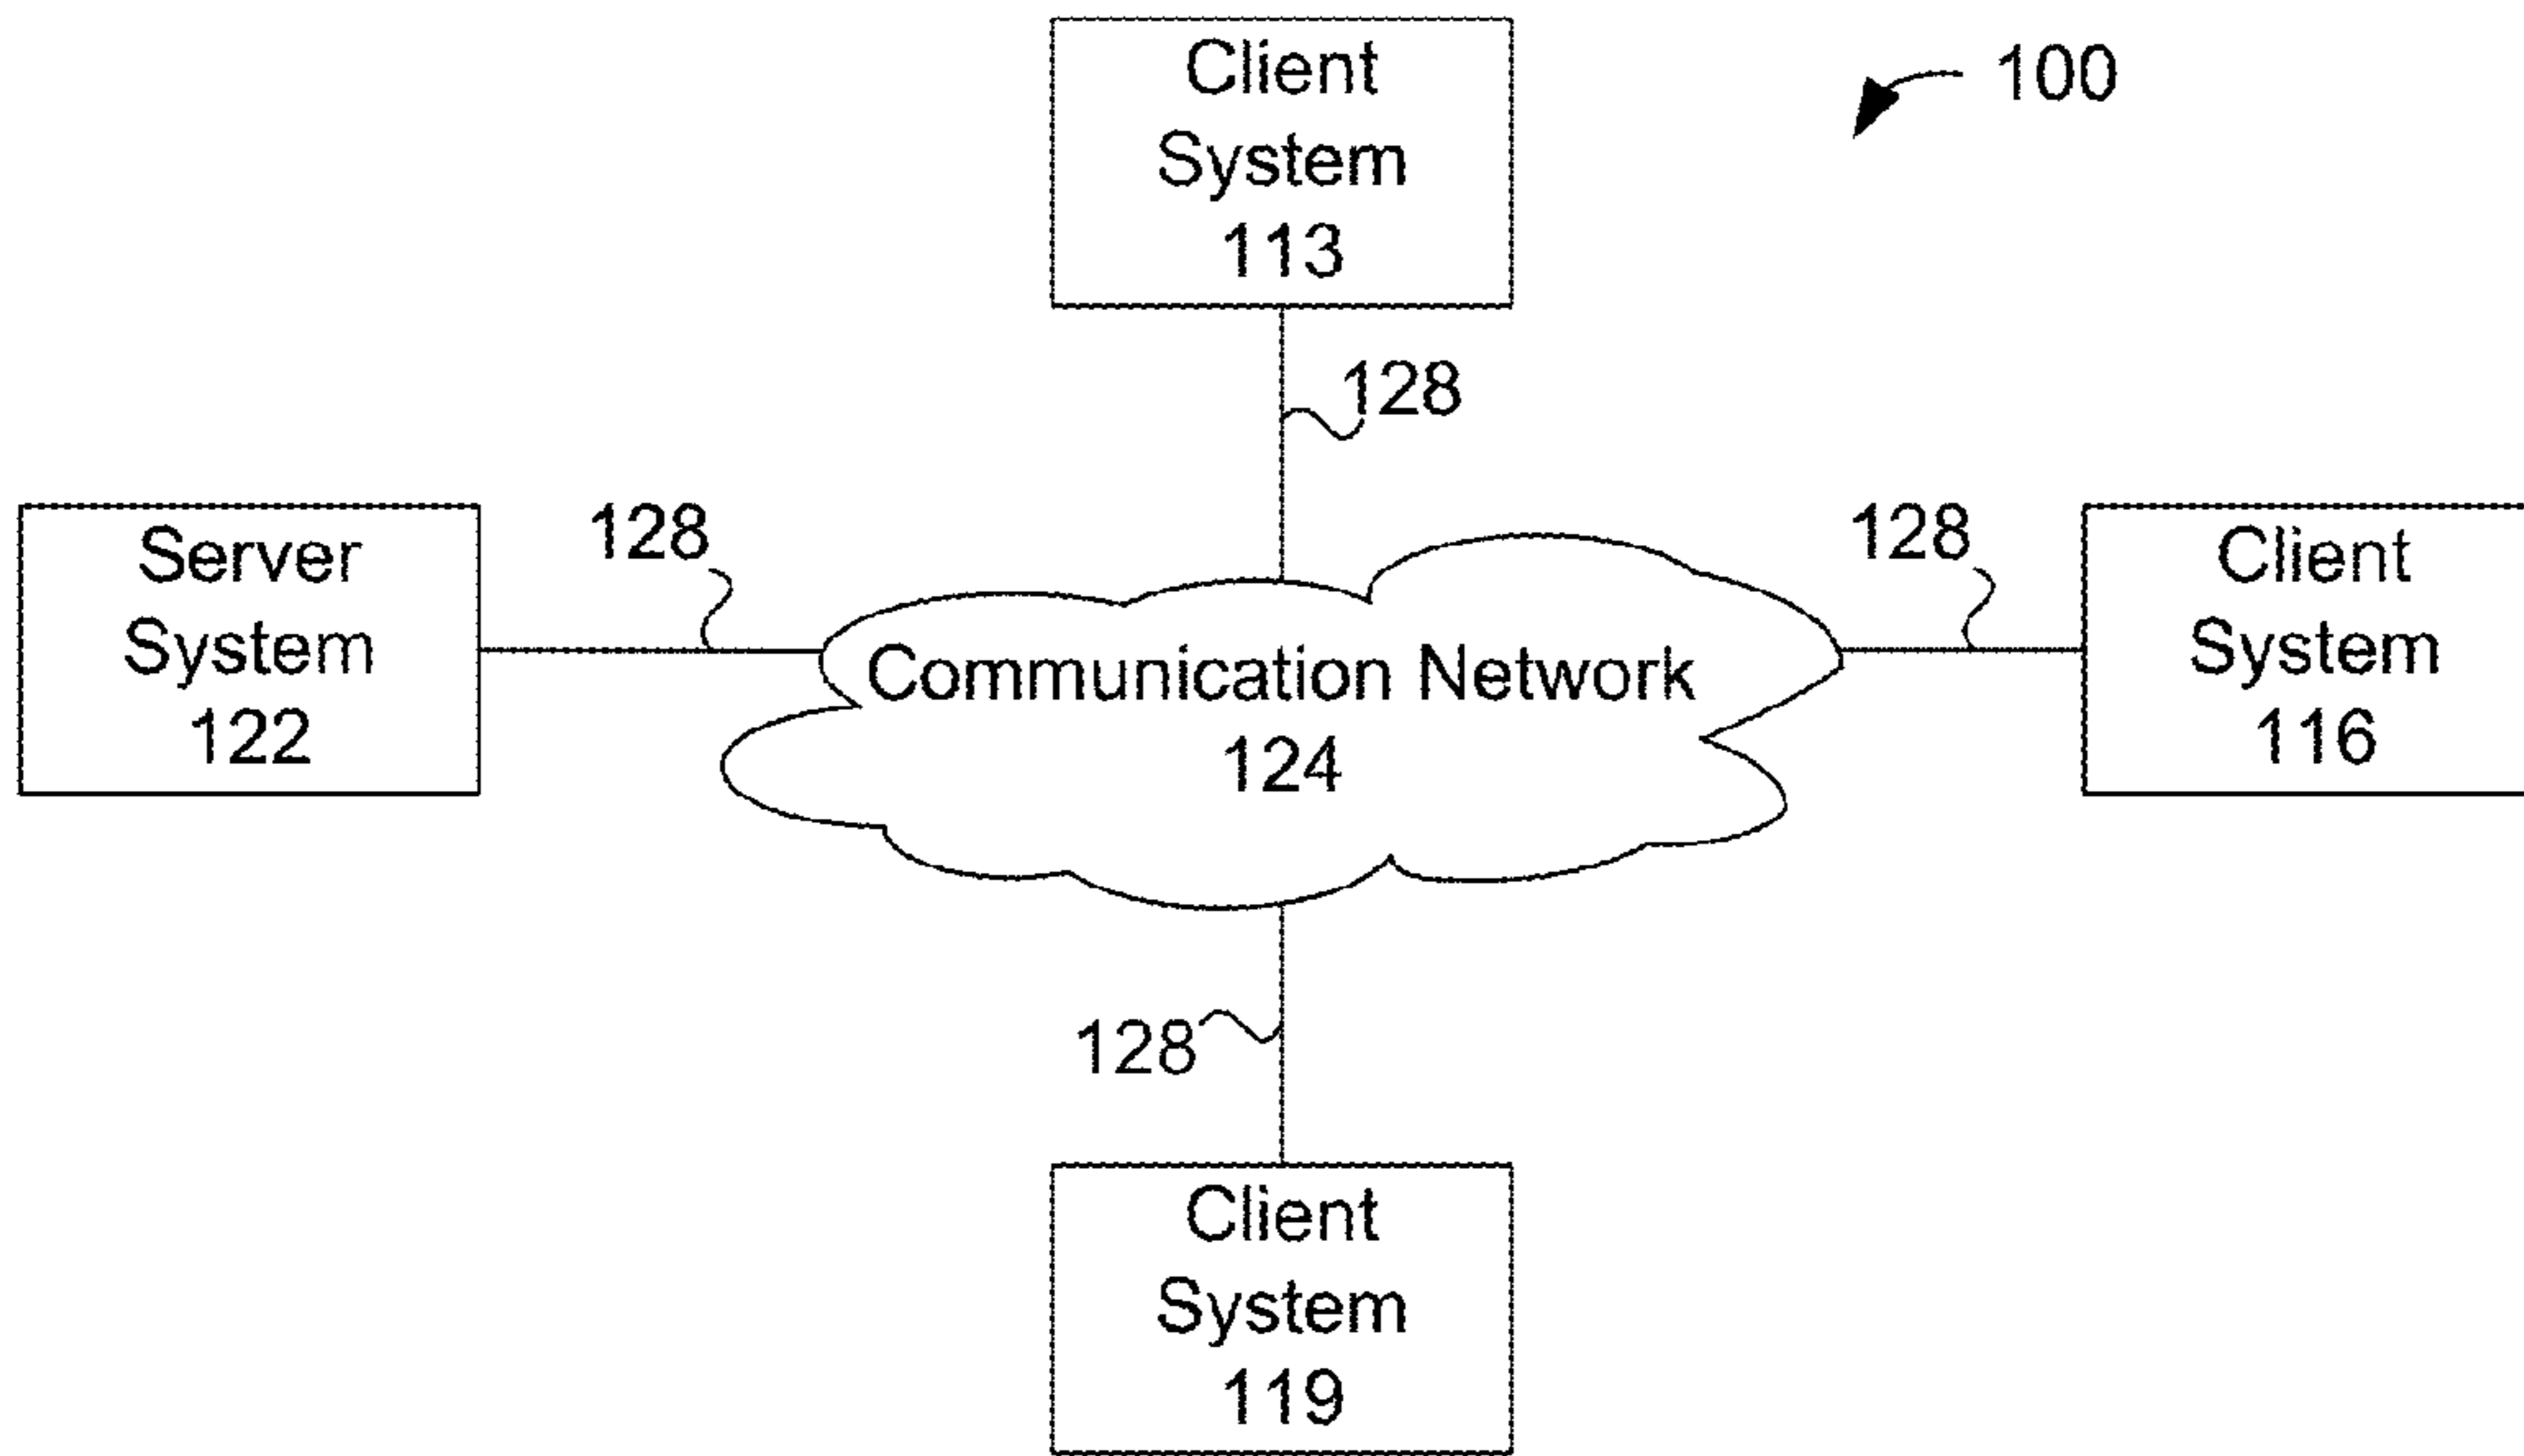 Client
System
113
100
128
Server
System
122
128
Communication Network
124
128
Client
System
116
128
Client
System
119